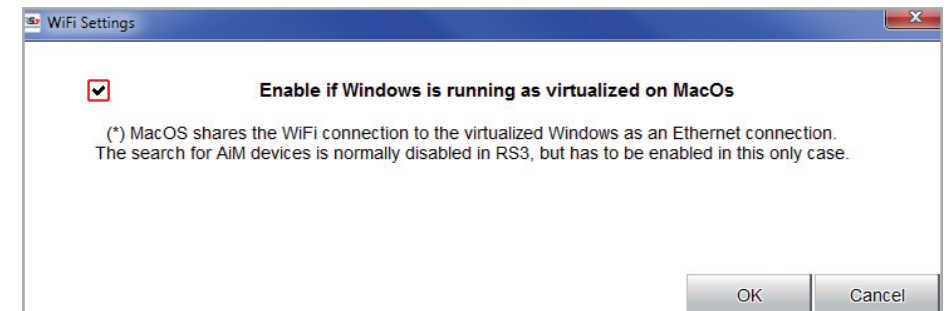 WiFi Settings
Enable if Windows is running as virtualized on MacOs
(*) MacOS shares the WiFi connection to the virtualized Windows as an Ethernet connection.
The search for AiM devices is normally disabled in RS3, but has to be enabled in this only case.
OK Cancel